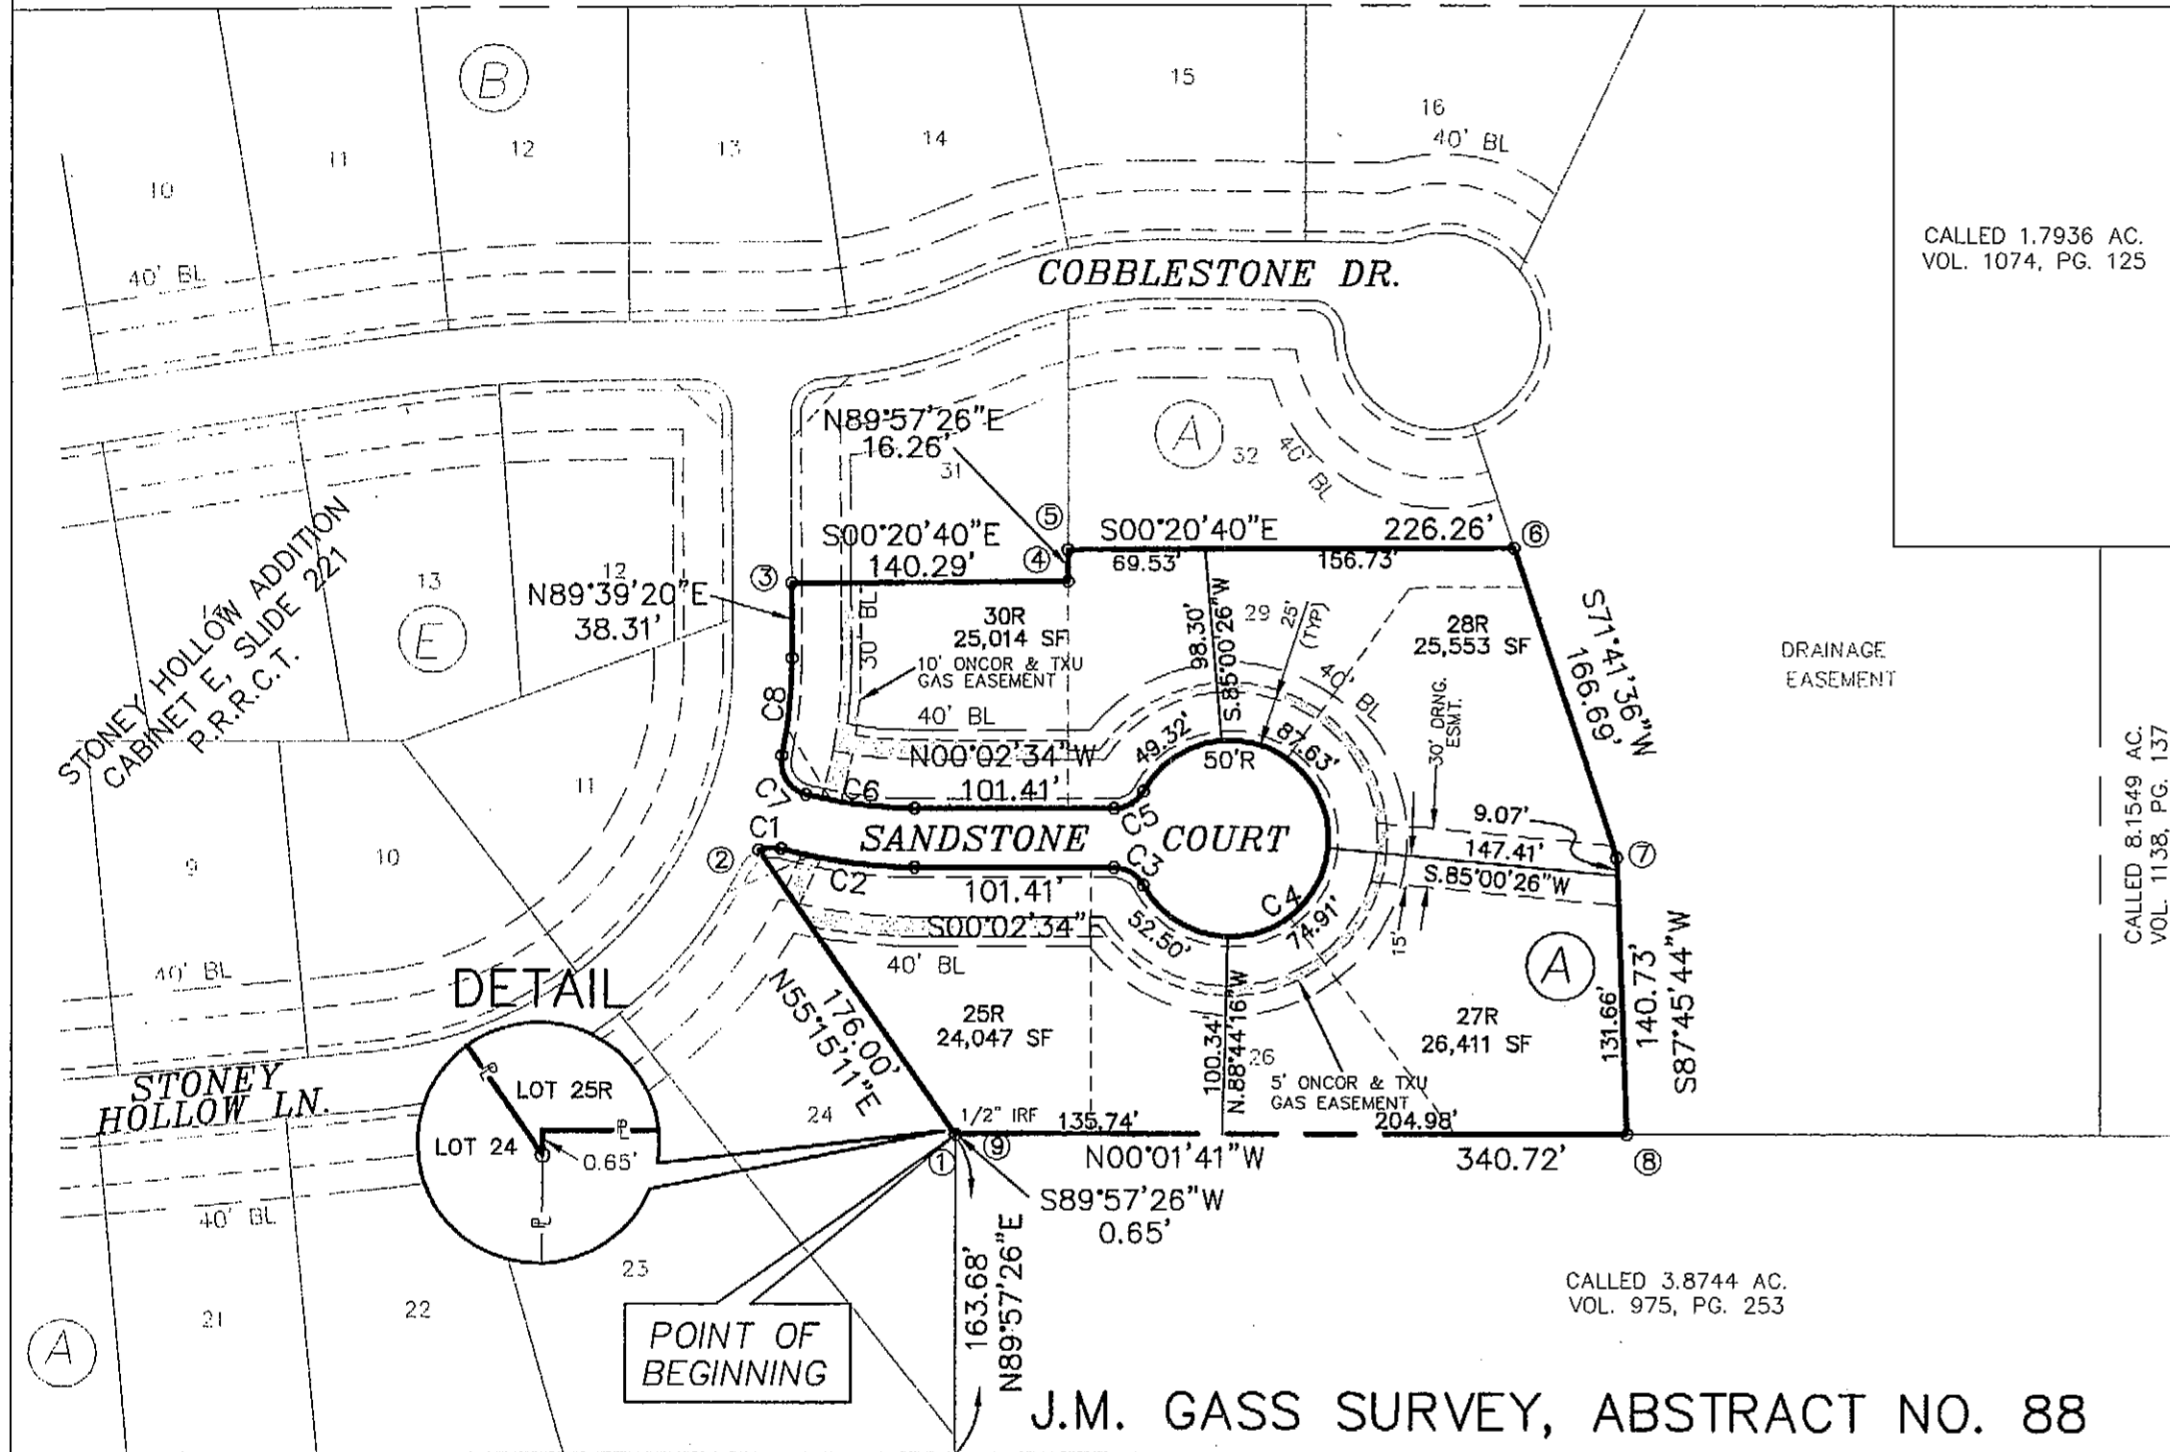 B
10
11
12
13
14
15
16
40' BL
40' BL
COBBLESTONE DR.
CALLED 1.7936 AC.
VOL. 1074, PG. 125
N89°57'26"E
16.26'
31
A
32
40' BL
STONEY HOLLOW ADDITION
CABINET E, SLIDE 221
P.R.R.C.T.
13
E
12
N89°39'20"E
38.31'
3
S00°20'40"E
140.29'
4
5
S00°20'40"E
226.26'
69.53'
156.73'
6
30R
25,014 SF
10' ONCOR & TXU
GAS EASEMENT
30' BL
40' BL
98.30'
S.85°00'26"W
29
25'
(TYP)
28R
25,553 SF
S71°41'36"W
166.69'
DRAINAGE
EASEMENT
40' BL
30' DRNG.
ESMT.
C8
C7
C6
N00°02'34"W
101.41'
49.32'
50'R
87.63'
C5
C1
2
SANDSTONE COURT
C2
101.41'
S00°02'34"
C3
C4
52.50'
74.91'
9.07'
147.41'
S.85°00'26"W
7
15'
CALLED 8.1549 AC.
VOL. 1138, PG. 137
11
10
9
40' BL
DETAIL
40' BL
176.00'
N55°15'11"E
25R
24,047 SF
100.34'
N.88°44'16"W
26
27R
26,411 SF
A
131.66'
140.73'
S87°45'44"W
5' ONCOR & TXU
GAS EASEMENT
STONEY
HOLLOW LN.
LOT 25R
LOT 24
0.65'
PL
PL
PL
24
1/2" IRF
135.74'
204.98'
1
9
N00°01'41"W
340.72'
8
S89°57'26"W
0.65'
40' BL
23
22
21
A
163.68'
N89°57'26"E
POINT OF
BEGINNING
CALLED 3.8744 AC.
VOL. 975, PG. 253
J.M. GASS SURVEY, ABSTRACT NO. 88